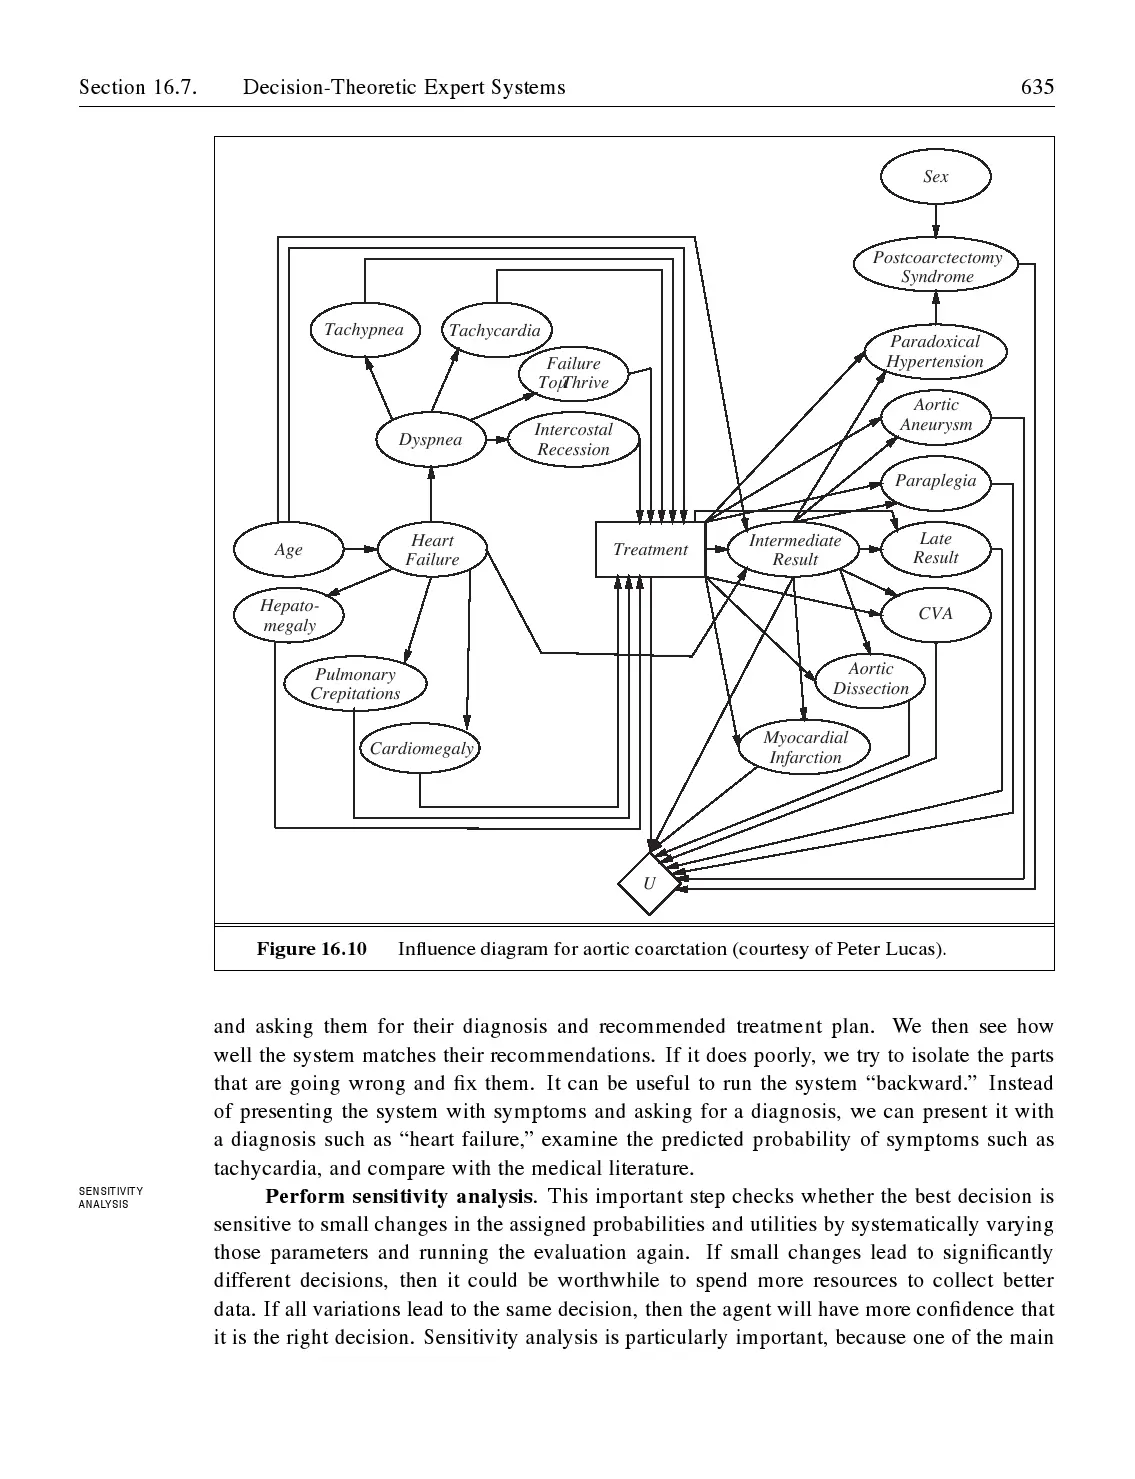 Section 16.7. Decision-Theoretic Expert Systems 635
Sex
Postcoarctectomy
Syndrome
Tachypnea
Tachycardia
Paradoxical
Hypertension
Failure
ToµThrive
Aortic
Aneurysm
Dyspnea
Intercostal
Recession
Paraplegia
Age
Heart
Failure
Treatment
Intermediate
Result
Late
Result
Hepato-
megaly
CVA
Pulmonary
Crepitations
Aortic
Dissection
Cardiomegaly
Myocardial
Infarction
U
Figure 16.10 Influence diagram for aortic coarctation (courtesy of Peter Lucas).
and asking them for their diagnosis and recommended treatment plan. We then see how
well the system matches their recommendations. If it does poorly, we try to isolate the parts
that are going wrong and fix them. It can be useful to run the system “backward.” Instead
of presenting the system with symptoms and asking for a diagnosis, we can present it with
a diagnosis such as “heart failure,” examine the predicted probability of symptoms such as
tachycardia, and compare with the medical literature.
SENSITIVITY
ANALYSIS
Perform sensitivity analysis. This important step checks whether the best decision is
sensitive to small changes in the assigned probabilities and utilities by systematically varying
those parameters and running the evaluation again. If small changes lead to significantly
different decisions, then it could be worthwhile to spend more resources to collect better
data. If all variations lead to the same decision, then the agent will have more confidence that
it is the right decision. Sensitivity analysis is particularly important, because one of the main